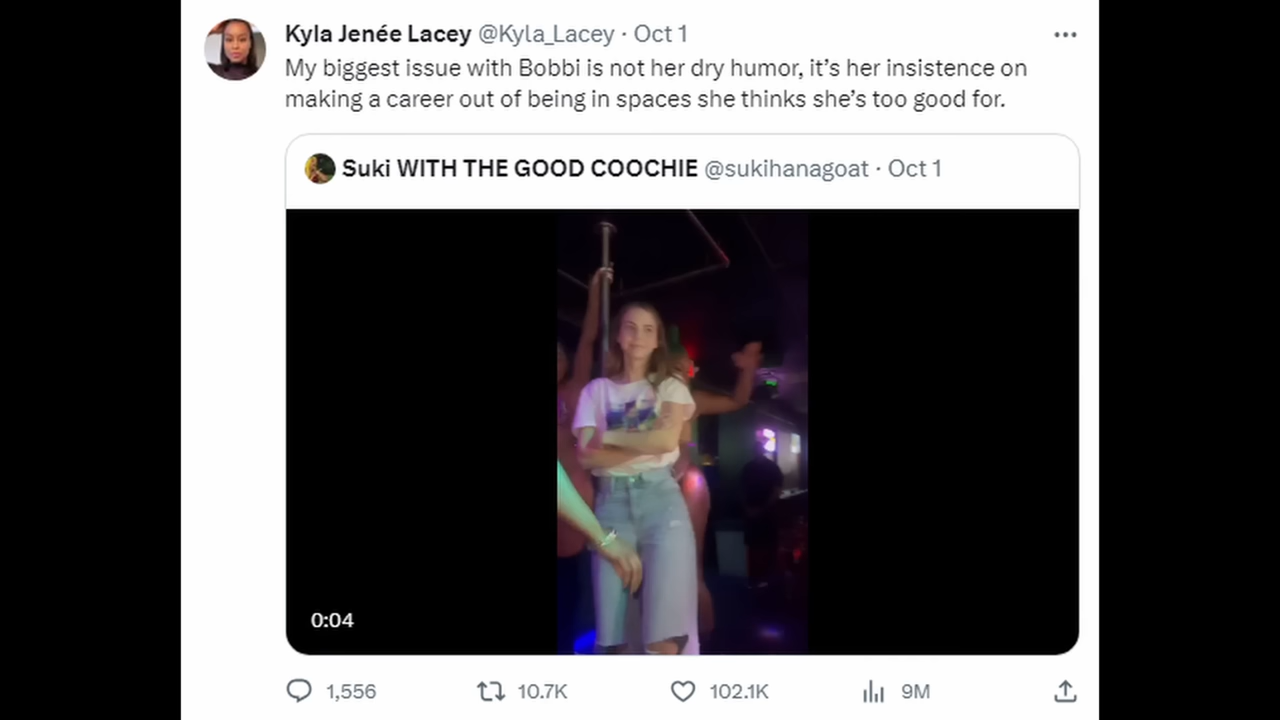 Kyla Jenée Lacey @Kyla_Lacey · Oct 1
My biggest issue with Bobbi is not her dry humor, it’s her insistence on
making a career out of being in spaces she thinks she’s too good for.
Suki WITH THE GOOD COOCHIE @sukihanagoat · Oct 1
0:04
1,556 10.7K 102.1K 9M